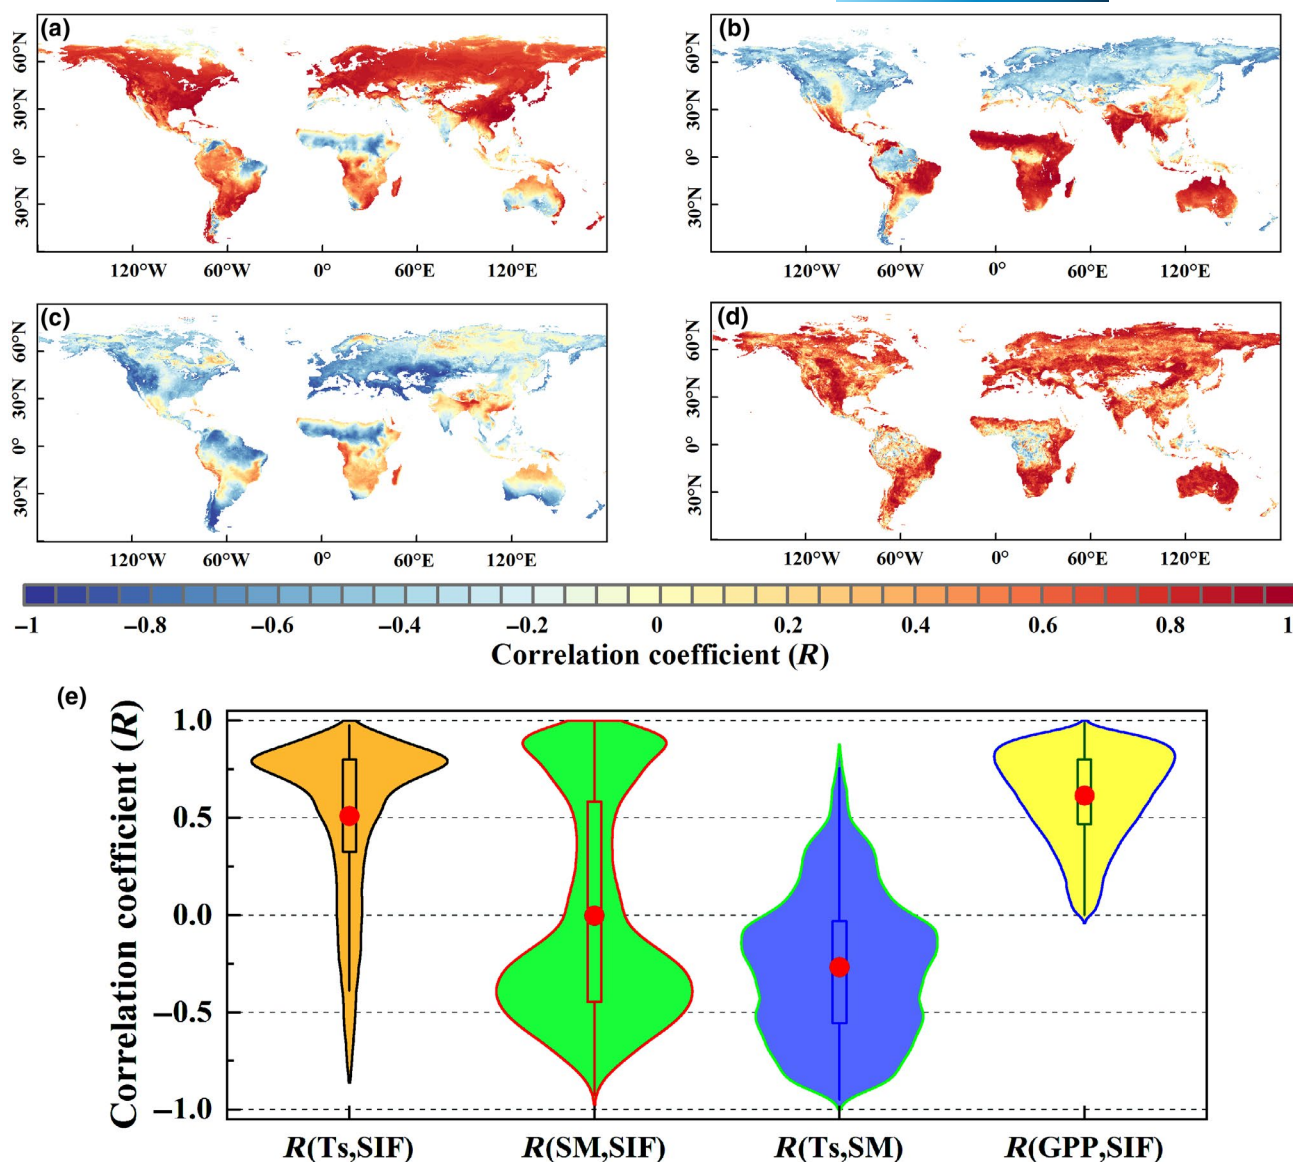 (a)
(b)
60°N
30°N
0°
30°N
120°W 60°W 0° 60°E 120°E
60°N
30°N
0°
30°N
120°W 60°W 0° 60°E 120°E
(c)
(d)
60°N
30°N
0°
30°N
120°W 60°W 0° 60°E 120°E
60°N
30°N
0°
30°N
120°W 60°W 0° 60°E 120°E
−1 −0.8 −0.6 −0.4 −0.2 0 0.2 0.4 0.6 0.8 1
Correlation coefficient (R)
(e)
Correlation coefficient (R)
1.0
0.5
0.0
−0.5
−1.0
R(Ts,SIF) R(SM,SIF) R(Ts,SM) R(GPP,SIF)